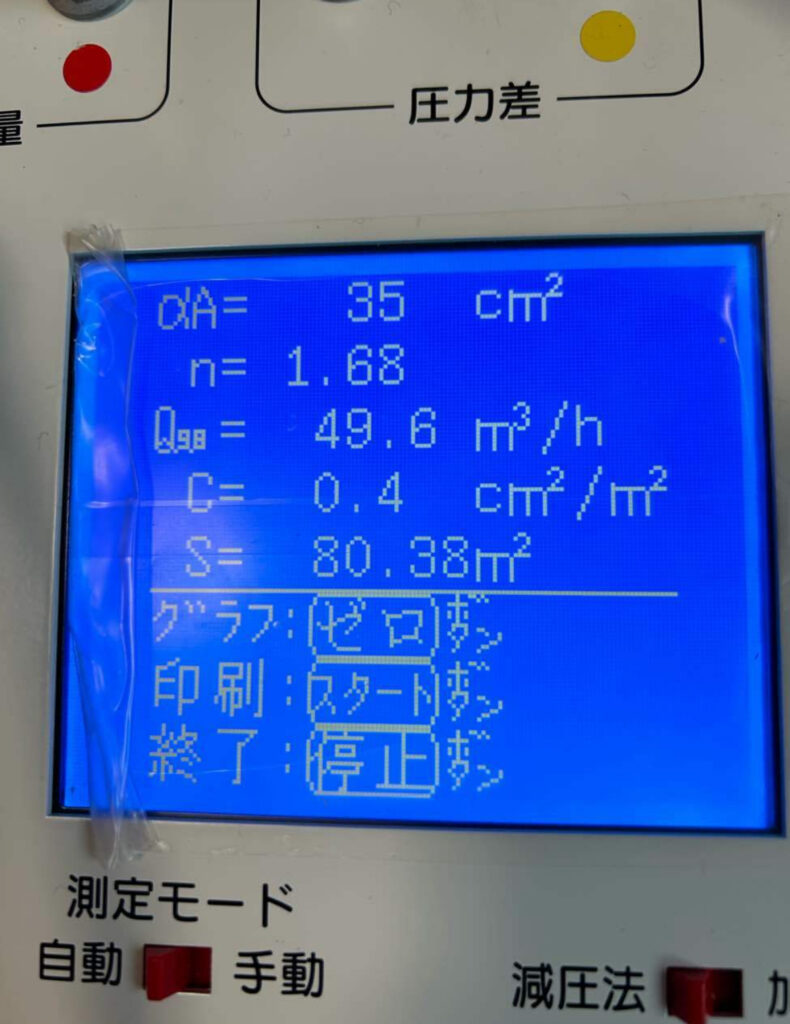 量
圧力差
αA= 35 cm²
n= 1.68
Q₉₈= 49.6 m³/h
C= 0.4 cm²/m²
S= 80.38m²
グラフ:ゼロボタン
印刷:スタートボタン
終了:停止ボタン
測定モード
自動 手動
減圧法 加